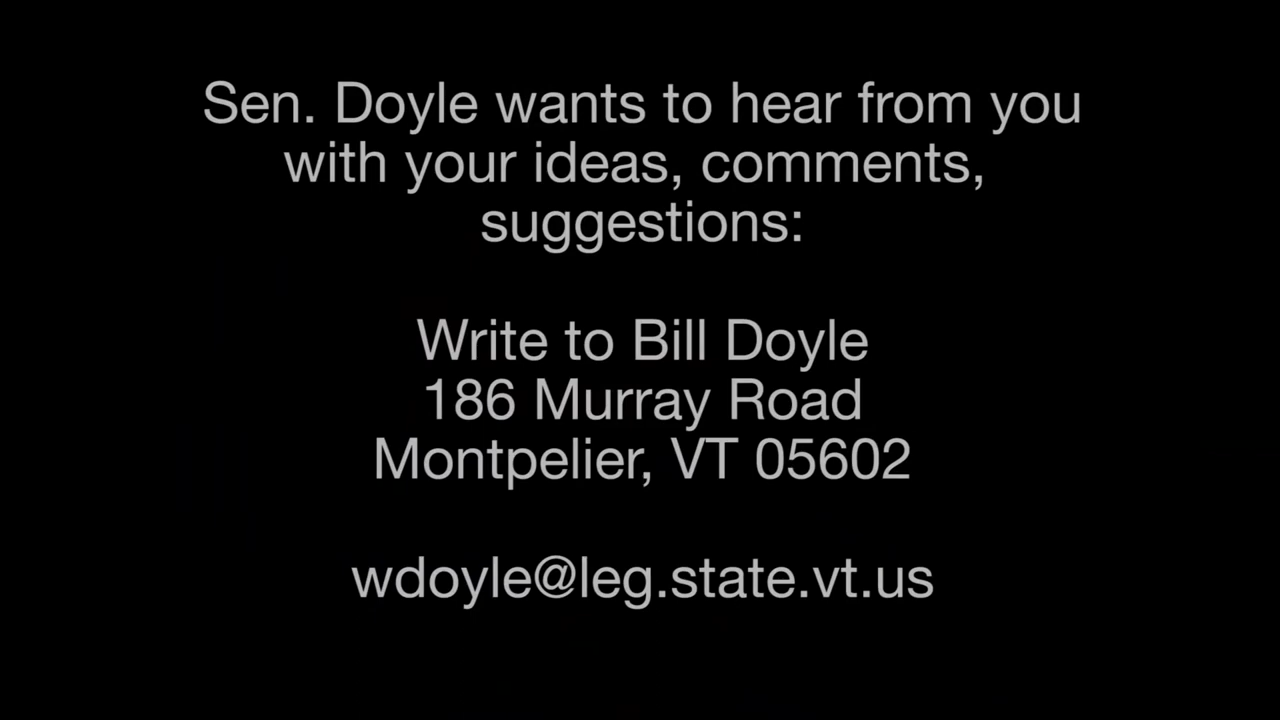 Sen. Doyle wants to hear from you
with your ideas, comments,
suggestions:
Write to Bill Doyle
186 Murray Road
Montpelier, VT 05602
wdoyle@leg.state.vt.us